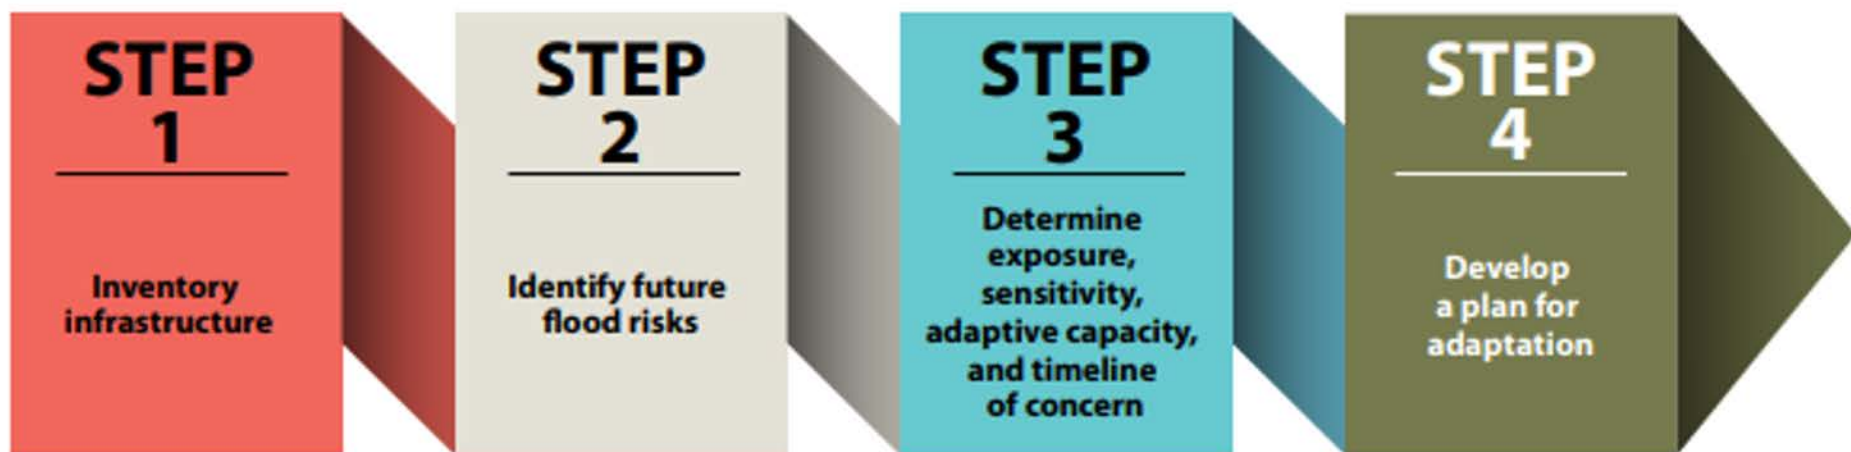 STEP
1
Inventory
infrastructure
STEP
2
Identify future
flood risks
STEP
3
Determine
exposure,
sensitivity,
adaptive capacity,
and timeline
of concern
STEP
4
Develop
a plan for
adaptation